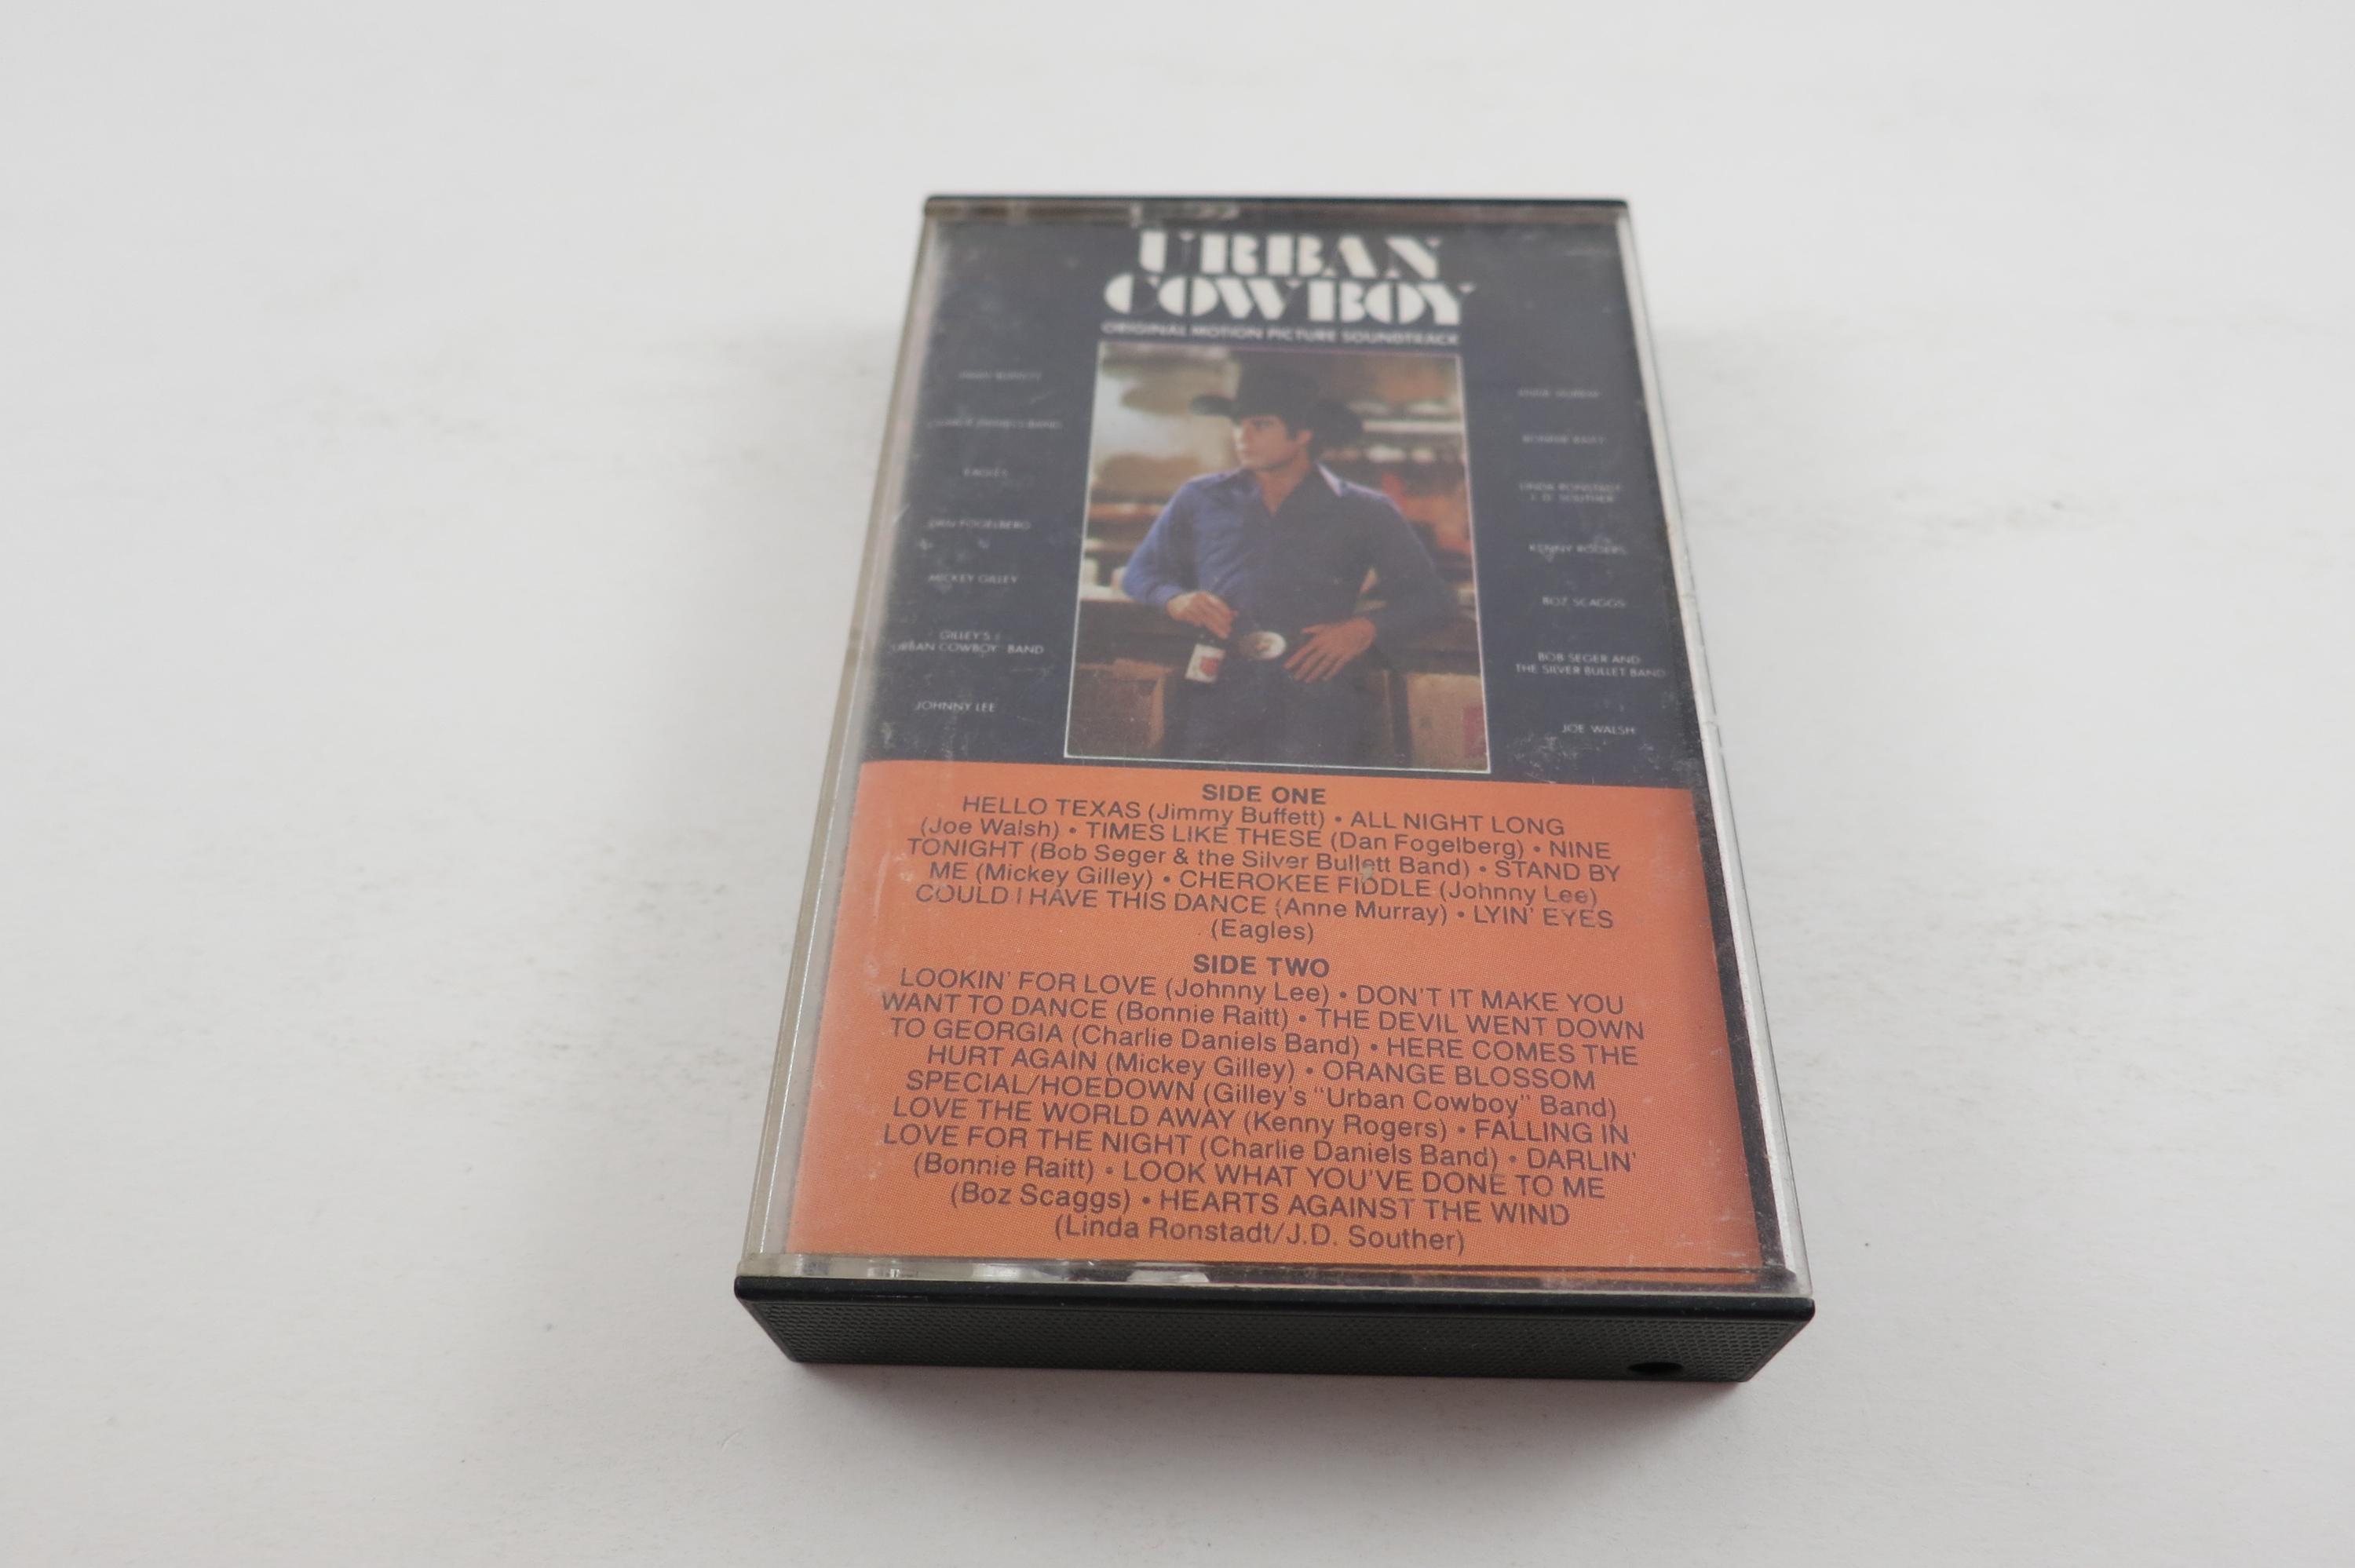 URBAN
COWBOY
ORIGINAL MOTION PICTURE SOUNDTRACK
EAGLES
DAN FOGELBERG
MICKEY GILLEY
GILLEY'S
"URBAN COWBOY" BAND
JOHNNY LEE
ANNE MURRAY
BONNIE RAITT
LINDA RONSTADT
J. D. SOUTHER
KENNY ROGERS
BOZ SCAGGS
BOB SEGER AND
THE SILVER BULLET BAND
JOE WALSH
SIDE ONE
HELLO TEXAS (Jimmy Buffett) • ALL NIGHT LONG
(Joe Walsh) • TIMES LIKE THESE (Dan Fogelberg) • NINE
TONIGHT (Bob Seger & the Silver Bullett Band) • STAND BY
ME (Mickey Gilley) • CHEROKEE FIDDLE (Johnny Lee)
COULD I HAVE THIS DANCE (Anne Murray) • LYIN' EYES
(Eagles)
SIDE TWO
LOOKIN' FOR LOVE (Johnny Lee) • DON'T IT MAKE YOU
WANT TO DANCE (Bonnie Raitt) • THE DEVIL WENT DOWN
TO GEORGIA (Charlie Daniels Band) • HERE COMES THE
HURT AGAIN (Mickey Gilley) • ORANGE BLOSSOM
SPECIAL/HOEDOWN (Gilley's "Urban Cowboy" Band)
LOVE THE WORLD AWAY (Kenny Rogers) • FALLING IN
LOVE FOR THE NIGHT (Charlie Daniels Band) • DARLIN'
(Bonnie Raitt) • LOOK WHAT YOU'VE DONE TO ME
(Boz Scaggs) • HEARTS AGAINST THE WIND
(Linda Ronstadt/J.D. Souther)